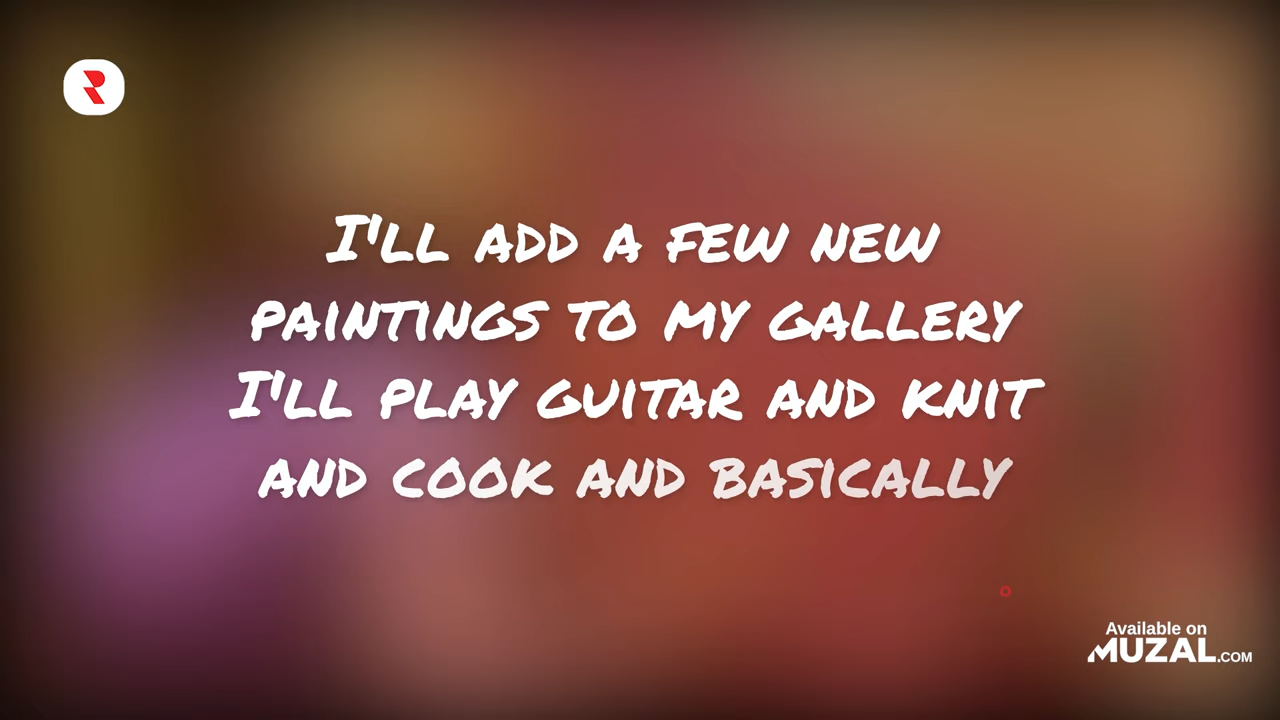 I'LL ADD A FEW NEW
PAINTINGS TO MY GALLERY
I'LL PLAY GUITAR AND KNIT
AND COOK AND BASICALLY
Available on
MUZAL.COM